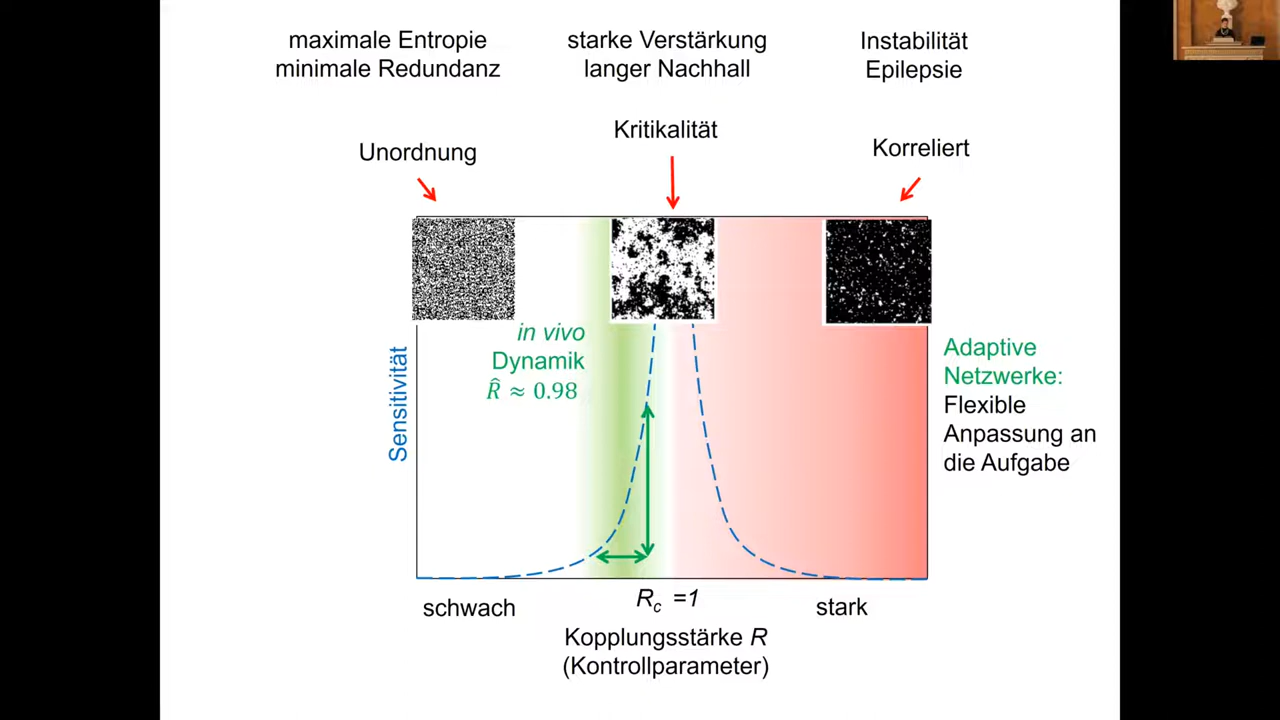 maximale Entropie
minimale Redundanz
starke Verstärkung
langer Nachhall
Instabilität
Epilepsie
Unordnung
Kritikalität
Korreliert
in vivo
Dynamik
R̂ ≈ 0.98
Sensitivität
Adaptive
Netzwerke:
Flexible
Anpassung an
die Aufgabe
schwach
Rc =1
stark
Kopplungsstärke R
(Kontrollparameter)